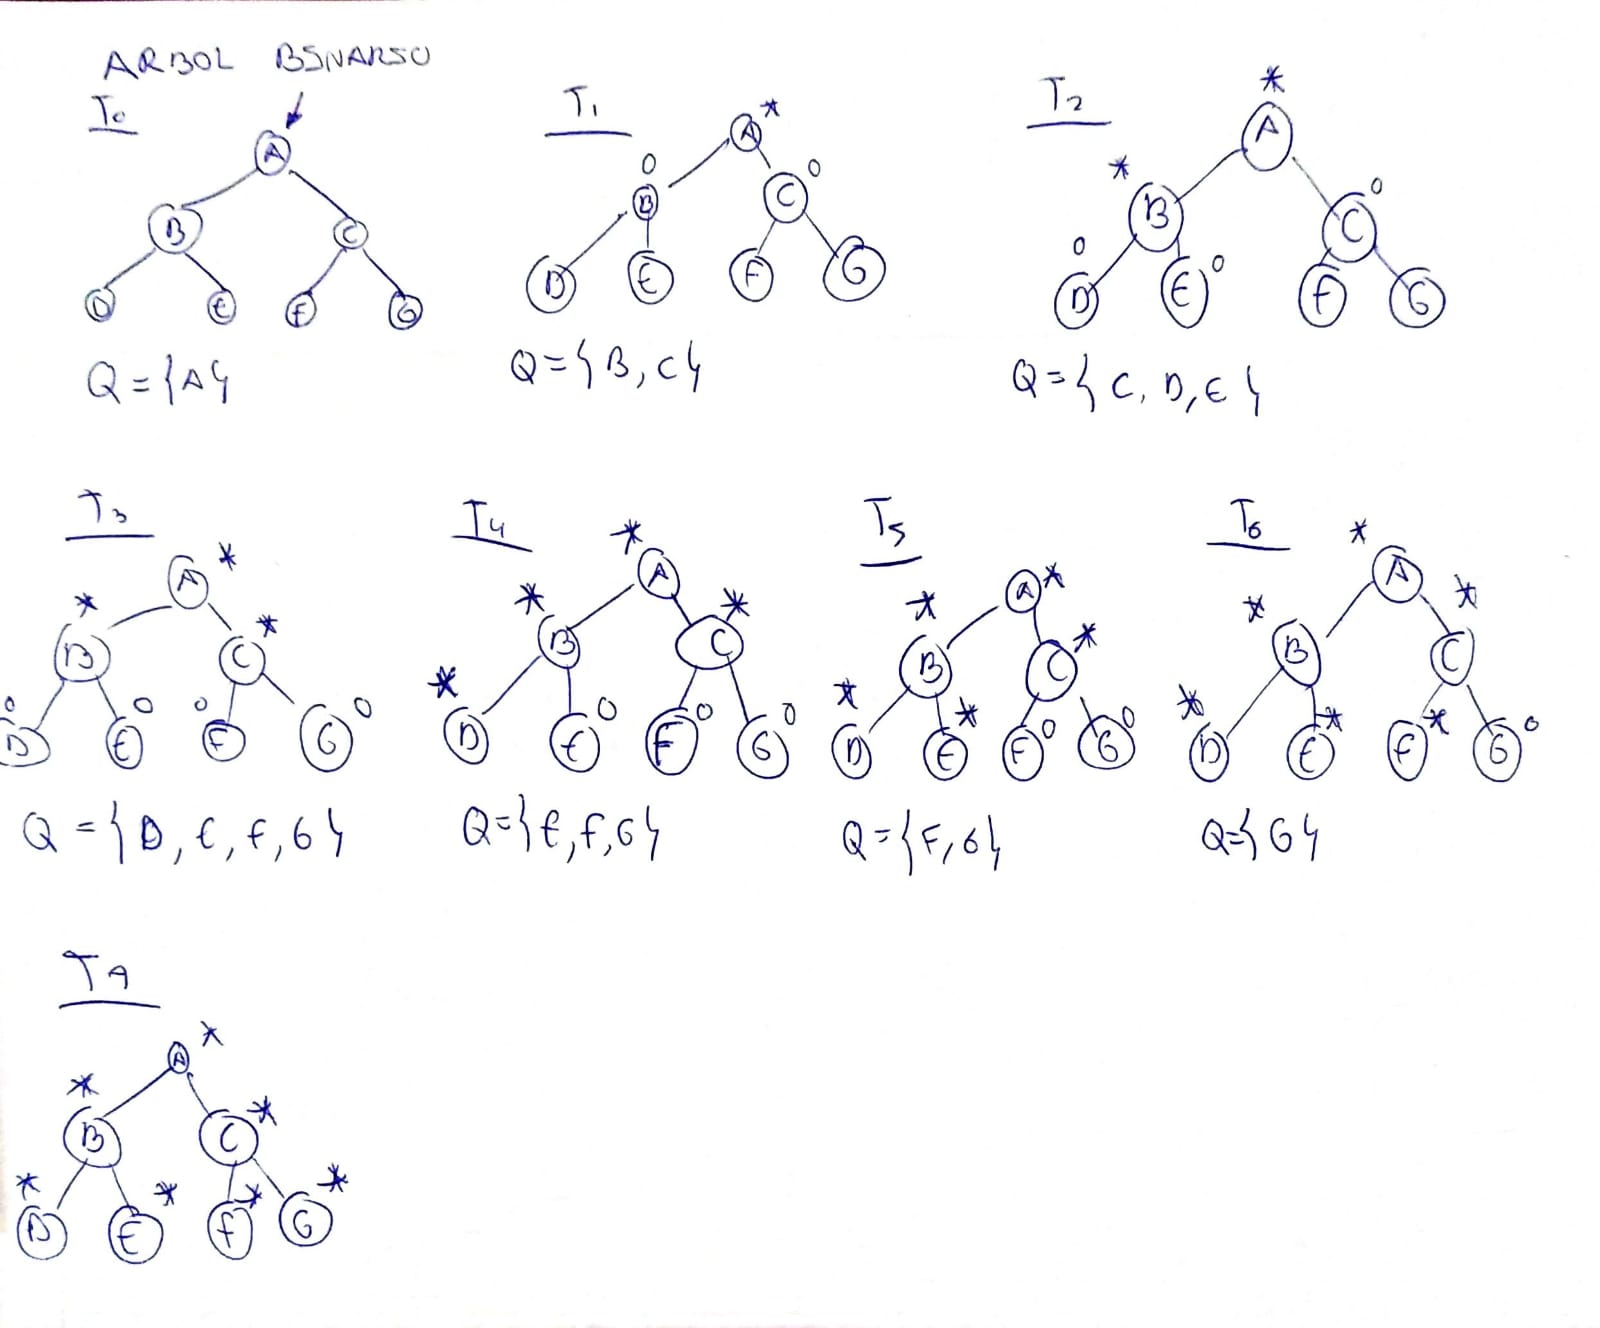 ARBOL BINARIO
T0
A
B C
D E F G
Q = {A}
T1
A *
O B C O
D E F G
Q = { B, C }
T2
*
A
* B C O
O D E O F G
Q = { C, D, E }
T3
A *
* B C *
O D E O O F G O
Q = { D, E, F, G }
T4
* A
* B C *
* D E O F O G O
Q = { E, F, G }
T5
A *
* B C *
* D E * F O G O
Q = { F, G }
T6
* A
* B C *
* D E * F * G O
Q = { G }
T7
A *
* B C *
* D E * F * G *